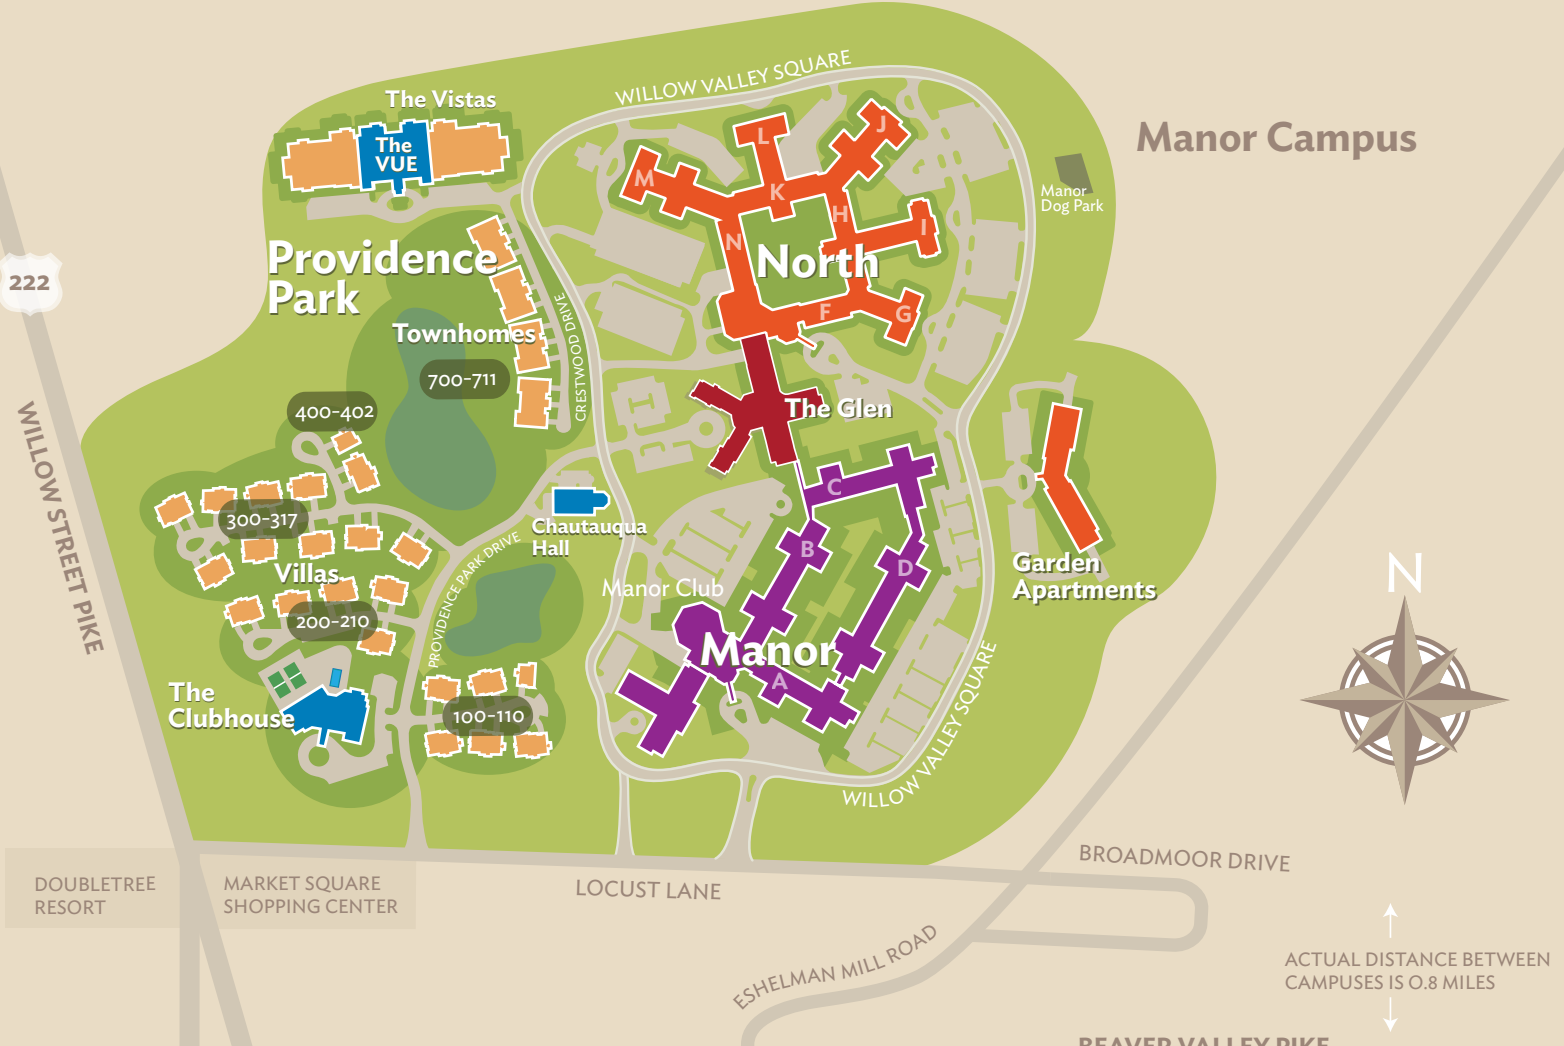 WILLOW VALLEY SQUARE
The Vistas
The
VUE
Manor Campus
L
J
M
K
H
I
N
North
F
G
Manor
Dog Park
Providence
Park
222
Townhomes
700-711
CRESTWOOD DRIVE
400-402
The Glen
WILLOW STREET PIKE
300-317
C
B
D
Chautauqua
Hall
PROVIDENCE PARK DRIVE
Villas
200-210
Manor Club
Manor
A
Garden
Apartments
N
The
Clubhouse
100-110
WILLOW VALLEY SQUARE
DOUBLETREE
RESORT
MARKET SQUARE
SHOPPING CENTER
LOCUST LANE
BROADMOOR DRIVE
ESHELMAN MILL ROAD
ACTUAL DISTANCE BETWEEN
CAMPUSES IS 0.8 MILES
BEAVER VALLEY PIKE